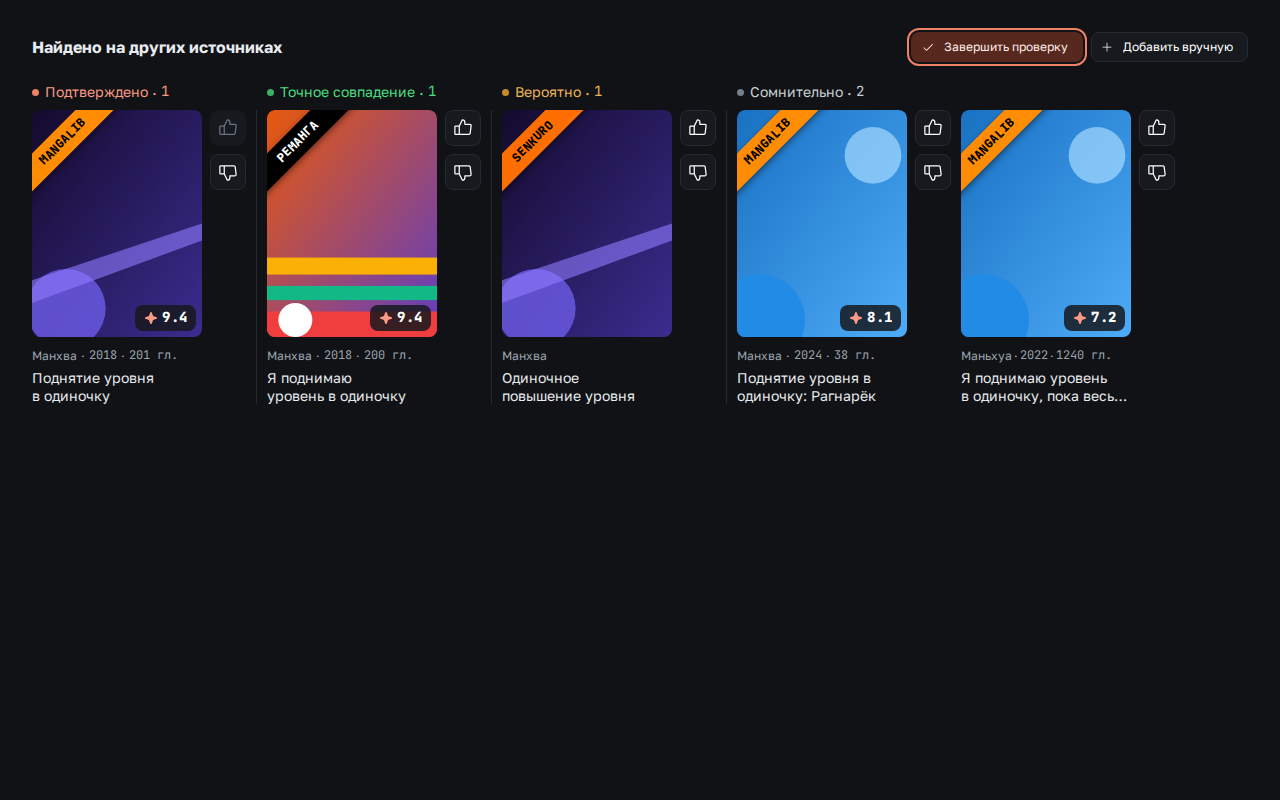 Найдено на других источниках
Завершить проверку
Добавить вручную
Подтверждено · 1
Точное совпадение · 1
Вероятно · 1
Сомнительно · 2
MANGALIB
9.4
Манхва · 2018 · 201 гл.
Поднятие уровня
в одиночку
РЕМАНГА
9.4
Манхва · 2018 · 200 гл.
Я поднимаю
уровень в одиночку
SENKURO
Манхва
Одиночное
повышение уровня
MANGALIB
8.1
Манхва · 2024 · 38 гл.
Поднятие уровня в
одиночку: Рагнарёк
MANGALIB
7.2
Маньхуа · 2022 · 1240 гл.
Я поднимаю уровень
в одиночку, пока весь…